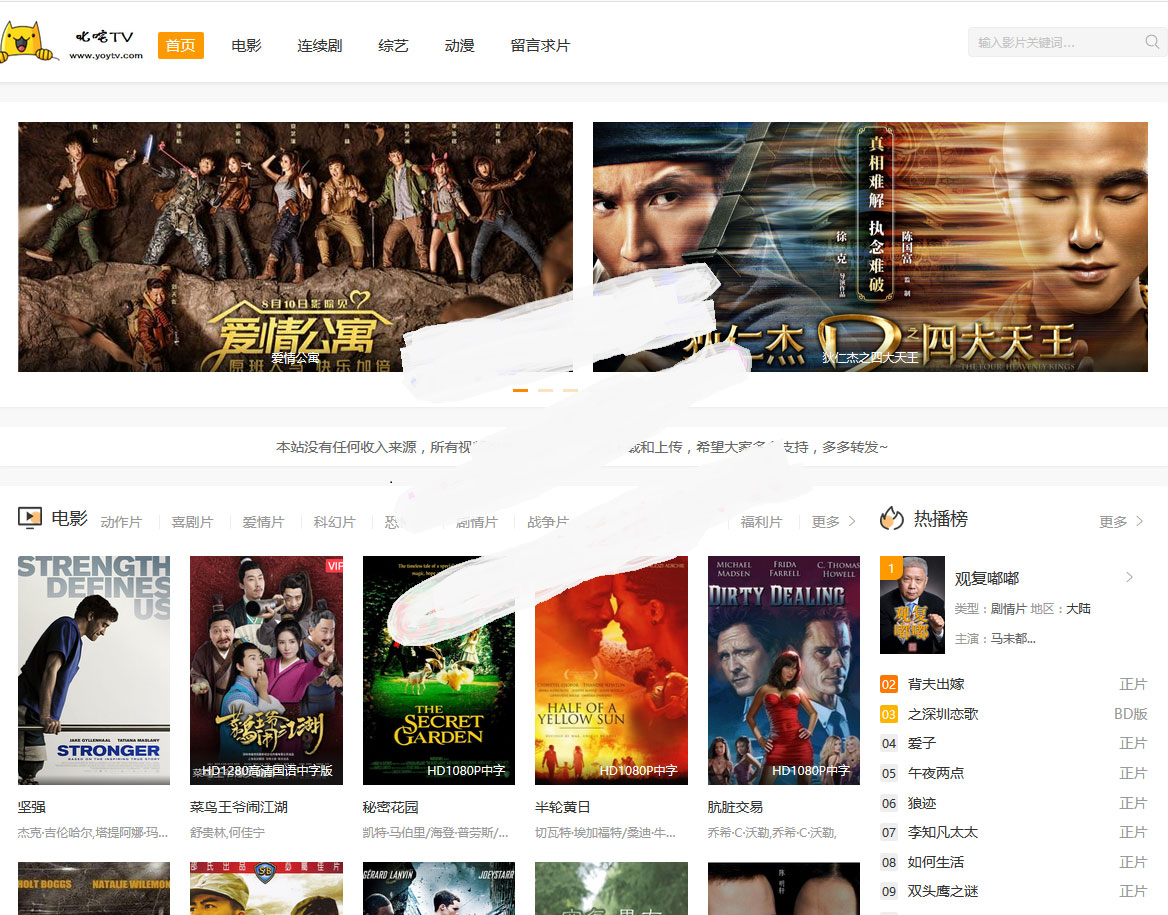 叱咤TV
www.yoytv.com
首页
电影
连续剧
综艺
动漫
留言求片
输入影片关键词...
8月10日影院见
爱情公寓
原班人马 快乐加倍
爱情公寓
真相难解 执念难破
徐克 导演作品
陈国富 监制
狄仁杰 之四大天王
THE FOUR HEAVENLY KINGS
狄仁杰之四大天王
本站没有任何收入来源，所有视
和上传，希望大家多
支持，多多转发~
电影
动作片
喜剧片
爱情片
科幻片
恐
剧情片
战争片
福利片
更多
热播榜
更多
STRENGTH
DEFINES
US
JAKE GYLLENHAAL
TATIANA MASLANY
STRONGER
VIP
HD1280高清国语中字版
THE
SECRET
GARDEN
HD1080P中字
HALF OF A
YELLOW SUN
HD1080P中字
MICHAEL MADSEN
FRIDA FARRELL
C. THOMAS HOWELL
DIRTY DEALING
HD1080P中字
坚强
杰克·吉伦哈尔,塔提阿娜·玛...
菜鸟王爷闹江湖
舒贵林,何佳宁
秘密花园
凯特·马伯里/海登·普劳斯/...
半轮黄日
切瓦特·埃加福特/桑迪·牛...
肮脏交易
乔希·C·沃勒,乔希·C·沃勒,
1
观复嘟嘟
观复嘟嘟
类型：剧情片 地区：大陆
主演：马未都...
02 背夫出嫁 正片
03 之深圳恋歌 BD版
04 爱子 正片
05 午夜两点 正片
06 狼迹 正片
07 李知凡太太 正片
08 如何生活 正片
09 双头鹰之谜 正片
HOLT BOGGS
NATALIE WILEMON
邵氏出品
SB
必属佳片
GÉRARD LANVIN
JOEYSTARR